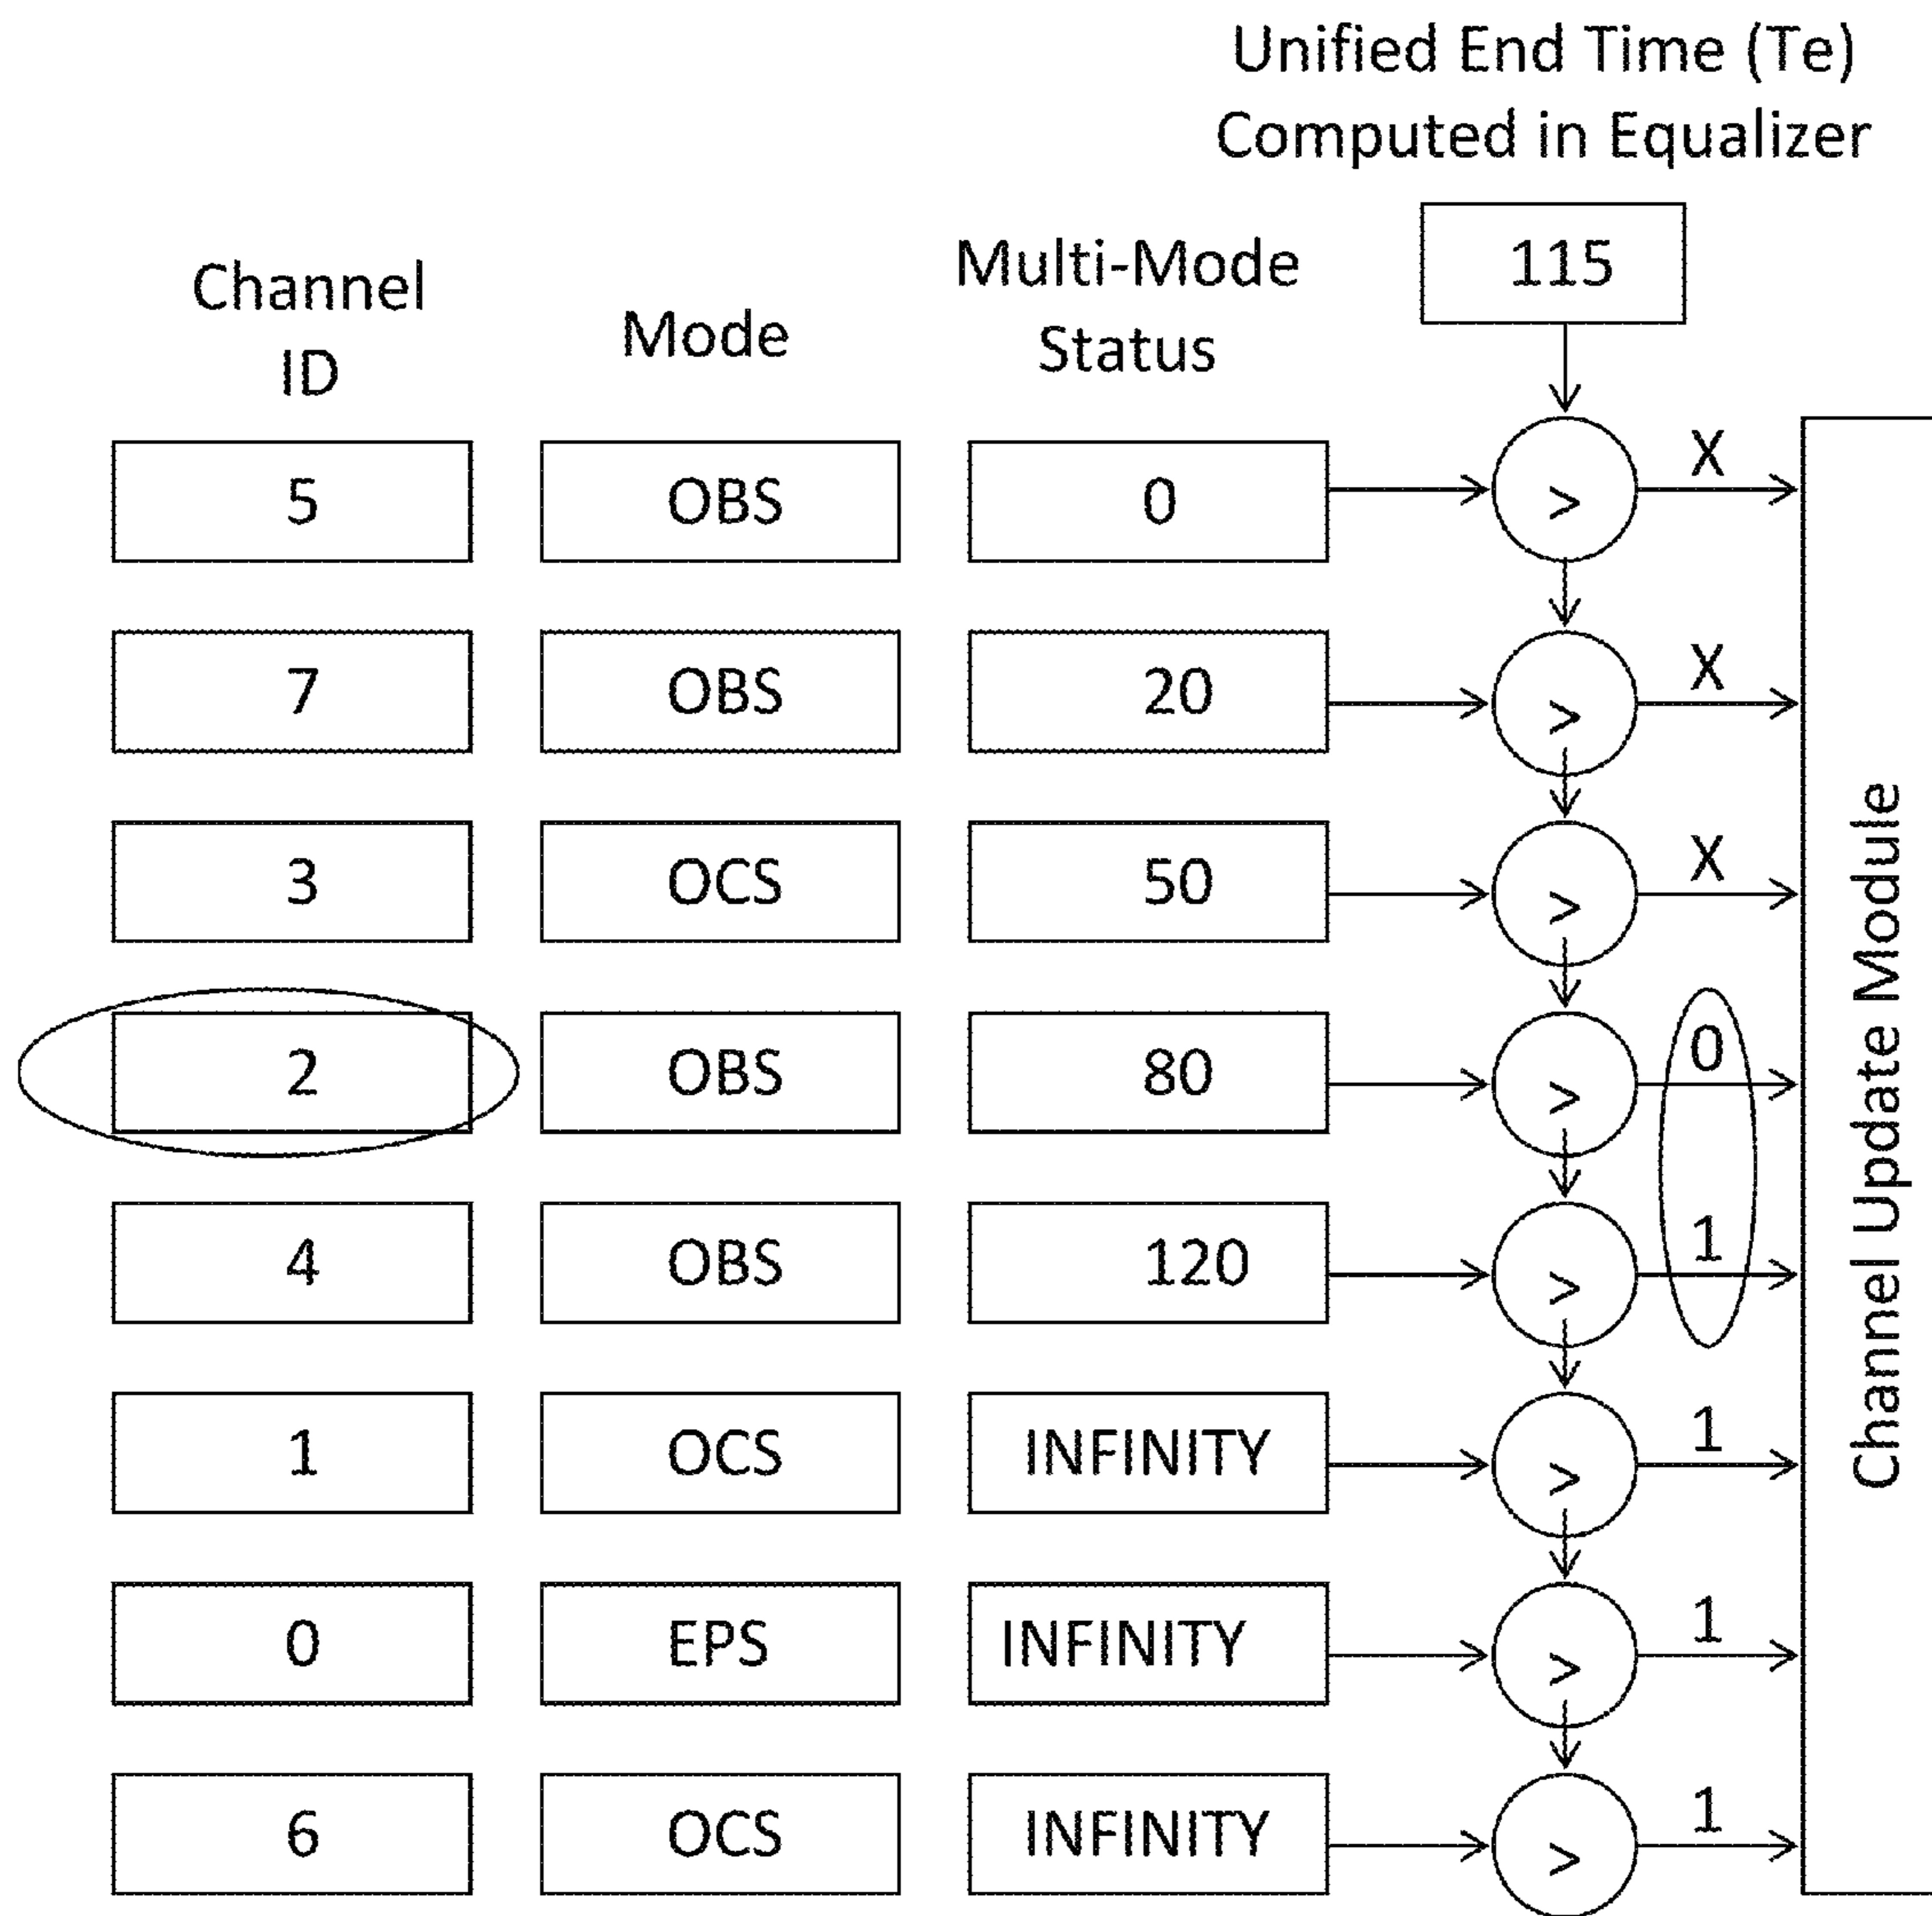 Unified End Time (Te)
Computed in Equalizer
115
Channel
ID
Mode
Multi-Mode
Status
5 OBS 0 > X
7 OBS 20 > X
3 OCS 50 > X
2 OBS 80 > 0
4 OBS 120 > 1
1 OCS INFINITY > 1
0 EPS INFINITY > 1
6 OCS INFINITY > 1
Channel Update Module